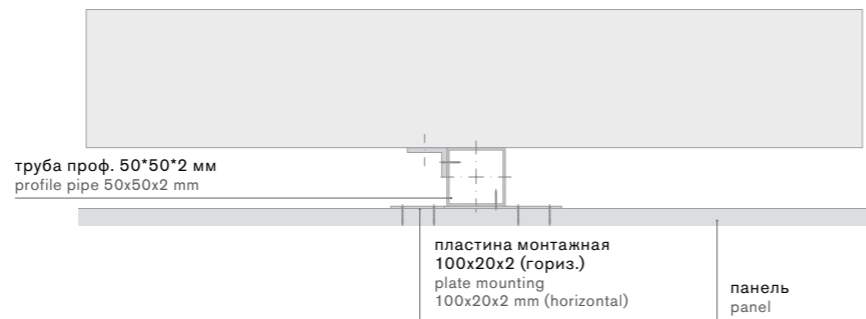 труба проф. 50*50*2 мм
profile pipe 50x50x2 mm
пластина монтажная
100x20x2 (гориз.)
plate mounting
100x20x2 mm (horizontal)
панель
panel